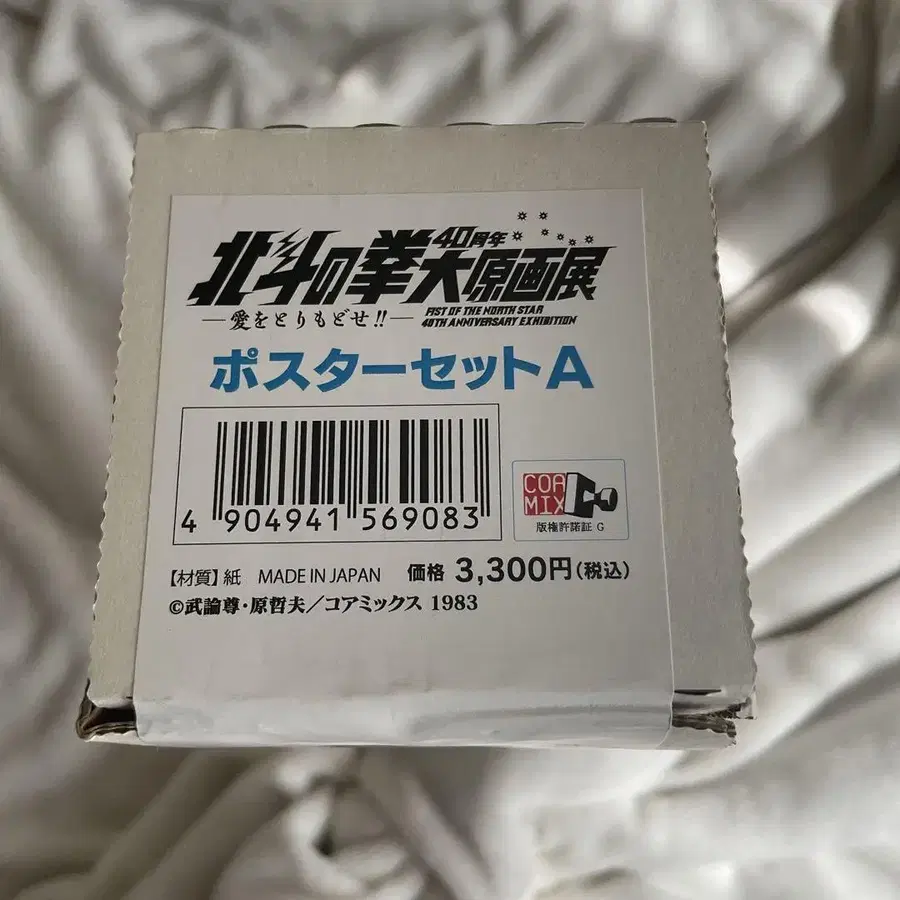 北斗の拳 40周年 大原画展
―愛をとりもどせ!!― FIST OF THE NORTH STAR
40TH ANNIVERSARY EXHIBITION
ポスターセットA
4 904941 569083
COA
MIX
版権許諾証 G
【材質】紙 MADE IN JAPAN 価格 3,300円(税込)
©武論尊・原哲夫/コアミックス 1983